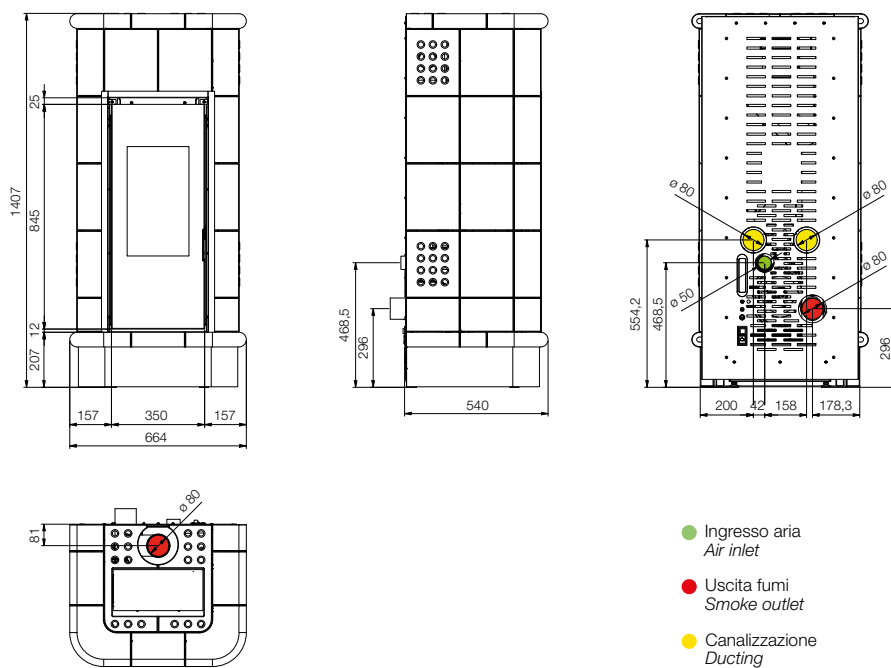 25
1407
845
12
207
157 350 157
664
468,5
296
540
ø 80
ø 80
ø 50
ø 80
554,2
468,5
296
200 42 158 178,3
ø 80
81
Ingresso aria
Air inlet
Uscita fumi
Smoke outlet
Canalizzazione
Ducting